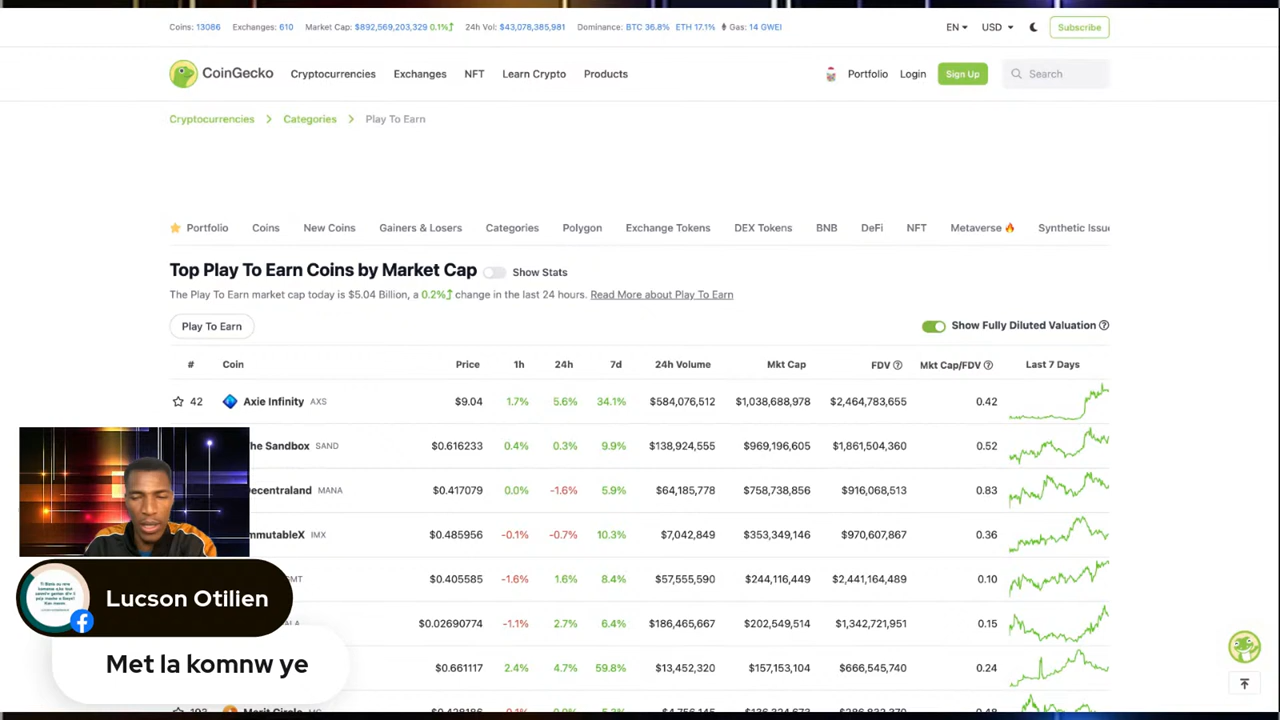 Coins: 13086 Exchanges: 610 Market Cap: $892,569,203,329 0.1% 24h Vol: $43,078,385,981 Dominance: BTC 36.8% ETH 17.1% Gas: 14 GWEI EN USD Subscribe
CoinGecko Cryptocurrencies Exchanges NFT Learn Crypto Products Portfolio Login Sign Up Search
Cryptocurrencies > Categories > Play To Earn
Portfolio Coins New Coins Gainers & Losers Categories Polygon Exchange Tokens DEX Tokens BNB DeFi NFT Metaverse Synthetic Issue
Top Play To Earn Coins by Market Cap Show Stats
The Play To Earn market cap today is $5.04 Billion, a 0.2% change in the last 24 hours. Read More about Play To Earn
Play To Earn Show Fully Diluted Valuation
# Coin Price 1h 24h 7d 24h Volume Mkt Cap FDV Mkt Cap/FDV Last 7 Days
42 Axie Infinity AXS $9.04 1.7% 5.6% 34.1% $584,076,512 $1,038,688,978 $2,464,783,655 0.42
he Sandbox SAND $0.616233 0.4% 0.3% 9.9% $138,924,555 $969,196,605 $1,861,504,360 0.52
ecentraland MANA $0.417079 0.0% -1.6% 5.9% $64,185,778 $758,738,856 $916,068,513 0.83
mmutableX IMX $0.485956 -0.1% -0.7% 10.3% $7,042,849 $353,349,146 $970,607,867 0.36
GMT $0.405585 -1.6% 1.6% 8.4% $57,555,590 $244,116,449 $2,441,164,489 0.10
$0.02690774 -1.1% 2.7% 6.4% $186,465,667 $202,549,514 $1,342,721,951 0.15
$0.661117 2.4% 4.7% 59.8% $13,452,320 $157,153,104 $666,545,740 0.24
Merit Circle
Lucson Otilien
Met la komnw ye